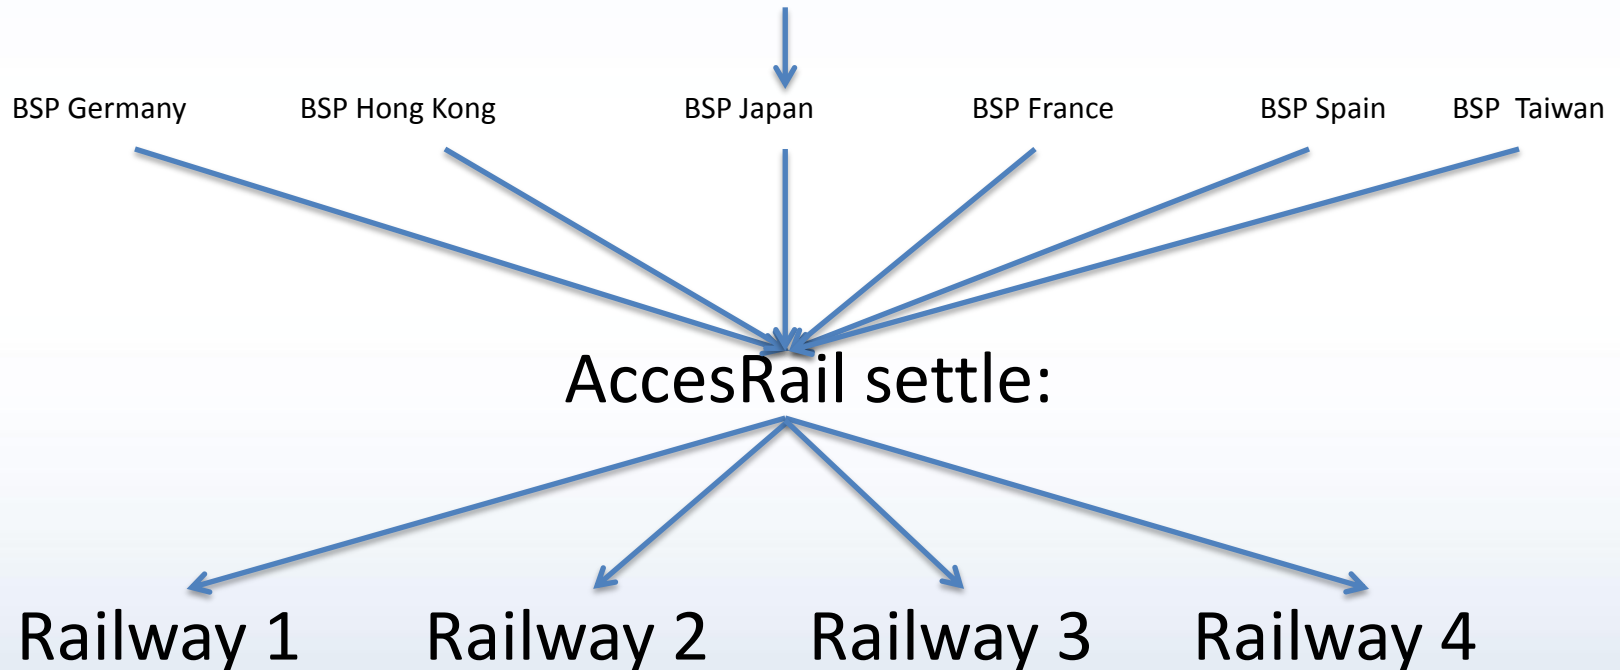 BSP Germany BSP Hong Kong BSP Japan BSP France BSP Spain BSP Taiwan
AccesRail settle:
Railway 1 Railway 2 Railway 3 Railway 4